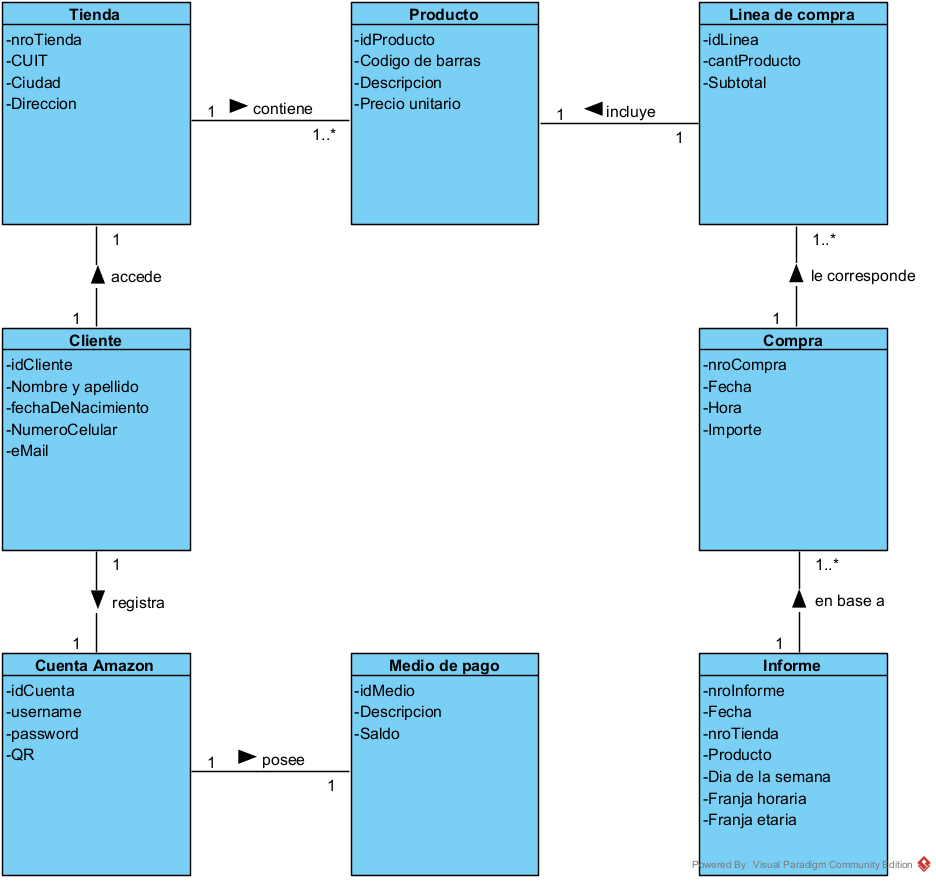 Tienda
-nroTienda
-CUIT
-Ciudad
-Direccion
1
contiene
1..*
Producto
-idProducto
-Codigo de barras
-Descripcion
-Precio unitario
1
incluye
1
Linea de compra
-idLinea
-cantProducto
-Subtotal
1
accede
1
1..*
le corresponde
1
Cliente
-idCliente
-Nombre y apellido
-fechaDeNacimiento
-NumeroCelular
-eMail
Compra
-nroCompra
-Fecha
-Hora
-Importe
1
registra
1
1..*
en base a
1
Cuenta Amazon
-idCuenta
-username
-password
-QR
1
posee
1
Medio de pago
-idMedio
-Descripcion
-Saldo
Informe
-nroInforme
-Fecha
-nroTienda
-Producto
-Dia de la semana
-Franja horaria
-Franja etaria
Powered By Visual Paradigm Community Edition